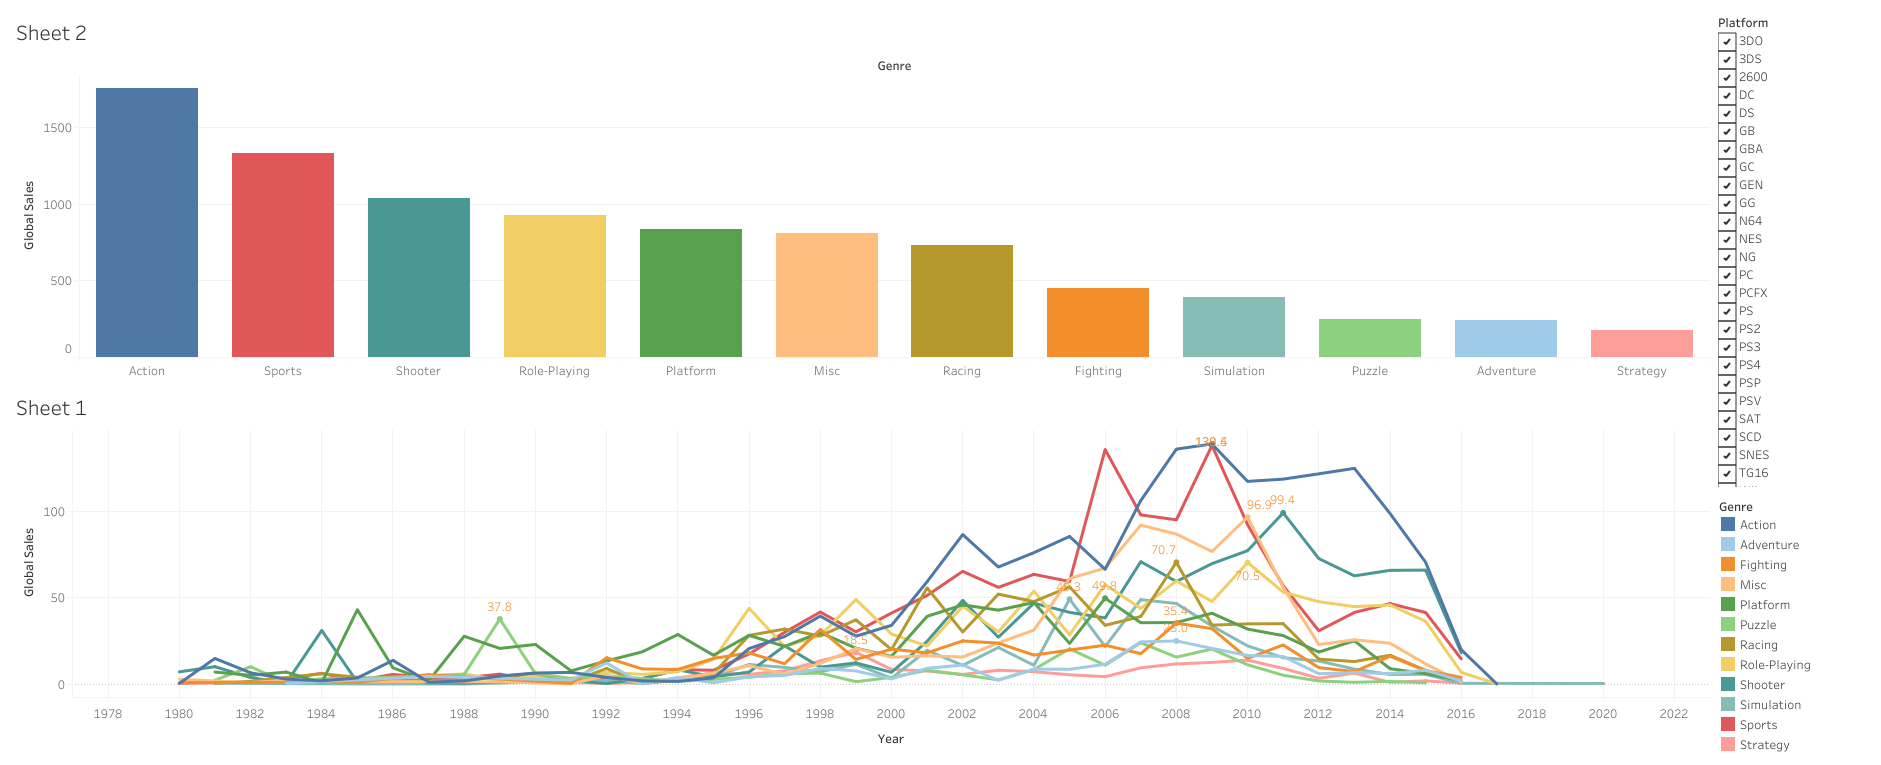 Sheet 2
Genre
Global Sales
1500
1000
500
0
Action Sports Shooter Role-Playing Platform Misc Racing Fighting Simulation Puzzle Adventure Strategy
Sheet 1
Global Sales
100
50
0
37.8
18.5
49.8
70.7
35.4
96.9
99.4
70.5
1978 1980 1982 1984 1986 1988 1990 1992 1994 1996 1998 2000 2002 2004 2006 2008 2010 2012 2014 2016 2018 2020 2022
Year
Platform
3DO
3DS
2600
DC
DS
GB
GBA
GC
GEN
GG
N64
NES
NG
PC
PCFX
PS
PS2
PS3
PS4
PSP
PSV
SAT
SCD
SNES
TG16
Genre
Action
Adventure
Fighting
Misc
Platform
Puzzle
Racing
Role-Playing
Shooter
Simulation
Sports
Strategy